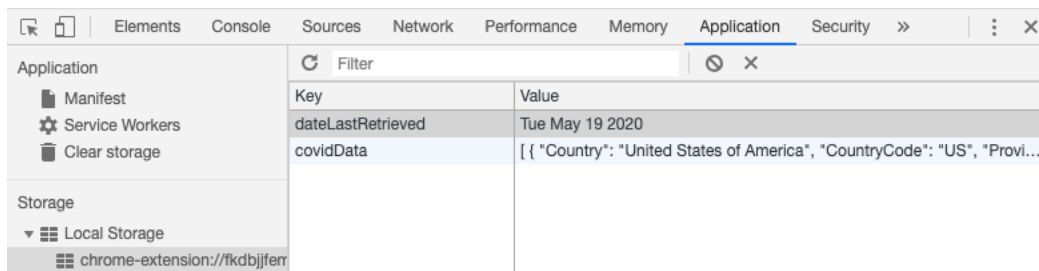 Elements Console Sources Network Performance Memory Application Security »
Application
Manifest
Service Workers
Clear storage
Storage
Local Storage
chrome-extension://fkdbjjfem
Filter
Key Value
dateLastRetrieved Tue May 19 2020
covidData [ { "Country": "United States of America", "CountryCode": "US", "Provi...